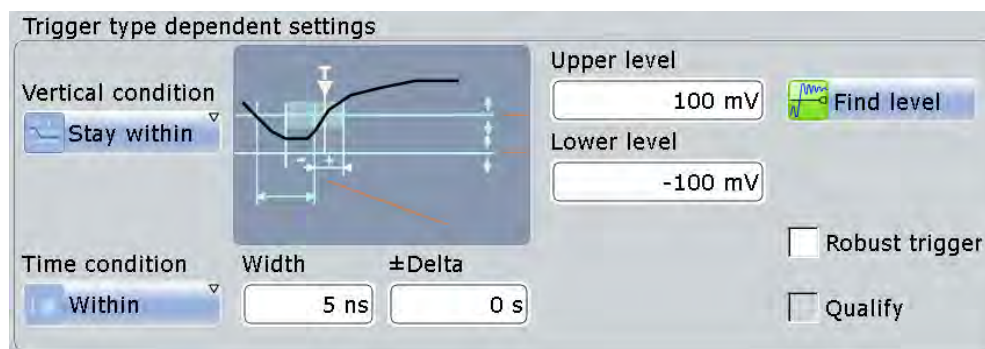 Trigger type dependent settings
Vertical condition
Stay within
T
- +
Upper level
100 mV
Find level
Lower level
-100 mV
Robust trigger
Time condition
Width
±Delta
Within
5 ns
0 s
Qualify